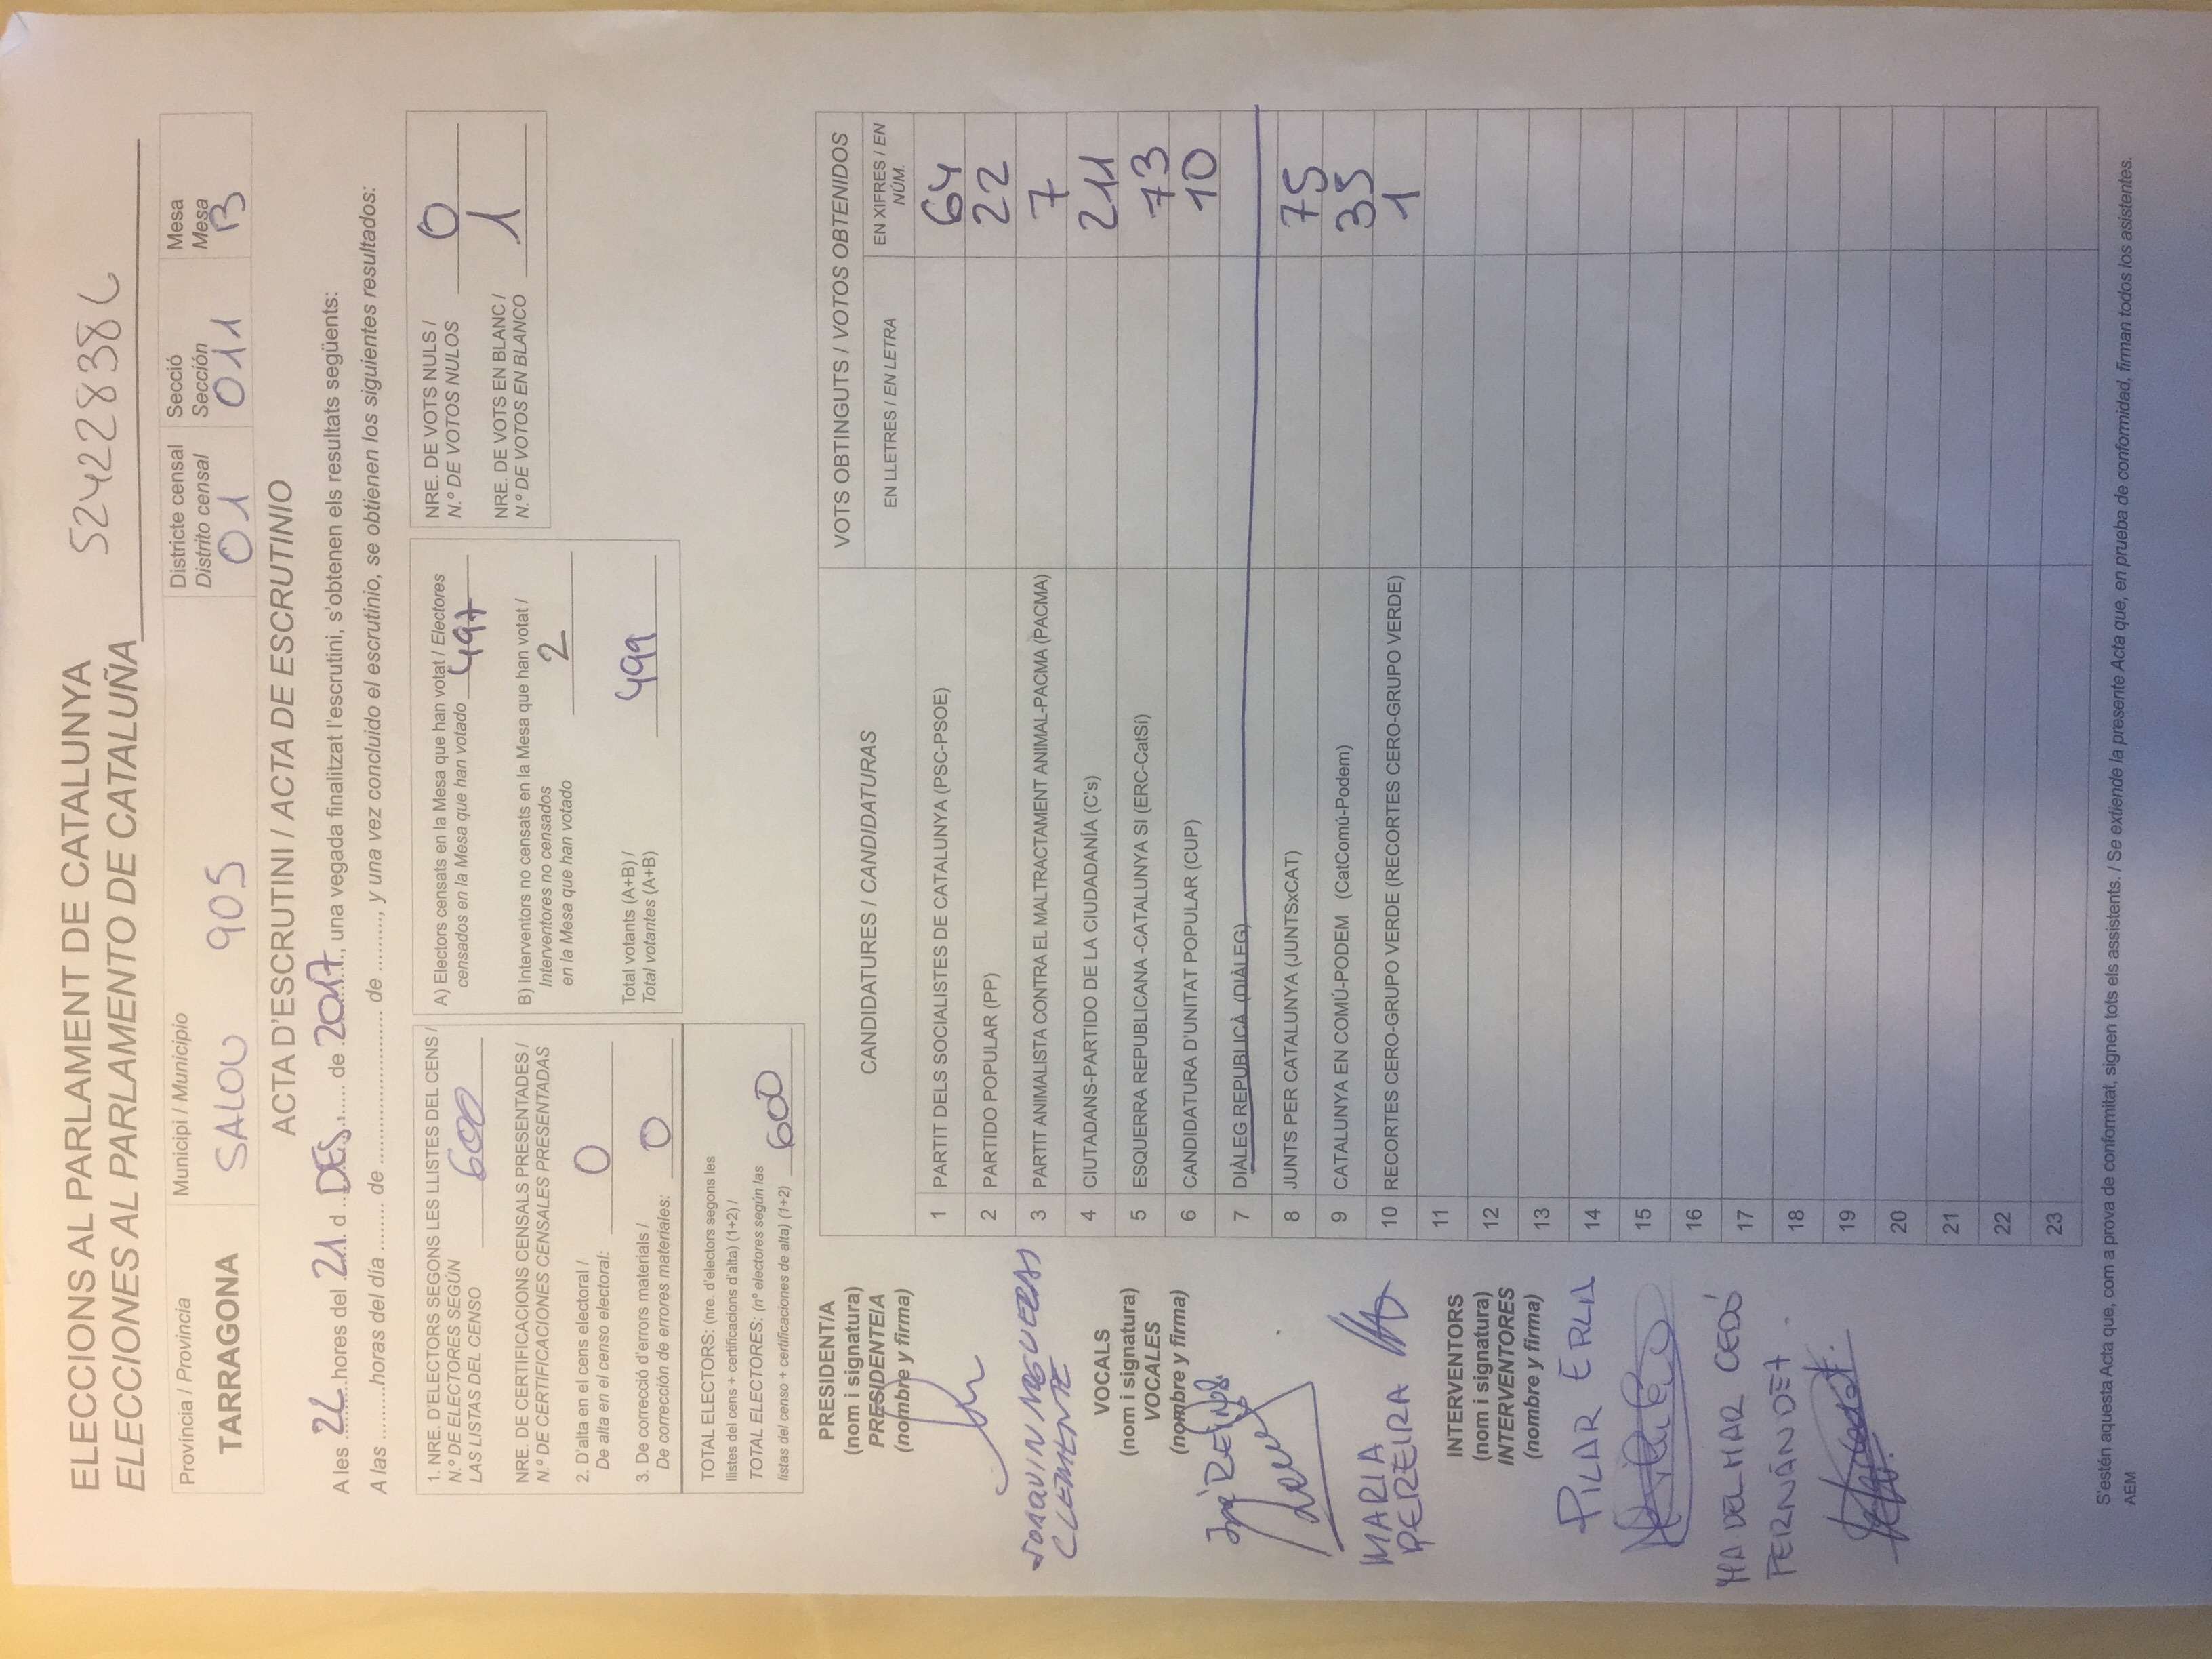 ELECCIONS AL PARLAMENT DE CATALUNYA
ELECCIONES AL PARLAMENTO DE CATALUÑA
Província / Provincia
TARRAGONA
Municipi / Municipio
SALOU 905
Districte censal
Distrito censal
01
Secció
Sección
011
Mesa
Mesa
B
ACTA D'ESCRUTINI / ACTA DE ESCRUTINIO
A les 22 hores del 21 d DES. de 2017, una vegada finalitzat l'escrutini, s'obtenen els resultats següents:
A las .........horas del día ........ de .......................... de ........., y una vez concluido el escrutinio, se obtienen los siguientes resultados:
1. NRE. D'ELECTORS SEGONS LES LLISTES DEL CENS /
N.º DE ELECTORES SEGÚN
LAS LISTAS DEL CENSO 600
NRE. DE CERTIFICACIONS CENSALS PRESENTADES /
N.º DE CERTIFICACIONES CENSALES PRESENTADAS
2. D'alta en el cens electoral /
De alta en el censo electoral: 0
3. De correcció d'errors materials /
De corrección de errores materiales: 0
TOTAL ELECTORS: (nre. d'electors segons les
llistes del cens + certificacions d'alta) (1+2) /
TOTAL ELECTORES: (nº electores según las
listas del censo + certificaciones de alta) (1+2) 600
A) Electors censats en la Mesa que han votat / Electores
censados en la Mesa que han votado 497
B) Interventors no censats en la Mesa que han votat /
Interventores no censados
en la Mesa que han votado 2
Total votants (A+B) /
Total votantes (A+B) 499
NRE. DE VOTS NULS /
N.º DE VOTOS NULOS 0
NRE. DE VOTS EN BLANC /
N.º DE VOTOS EN BLANCO 1
PRESIDENT/A
(nom i signatura)
PRESIDENTE/A
(nombre y firma)
JOAQUIN NOGUERAS
CLEMENTE
VOCALS
(nom i signatura)
VOCALES
(nombre y firma)
MARIA
PEREIRA
INTERVENTORS
(nom i signatura)
INTERVENTORES
(nombre y firma)
PILAR ERLA
Mª DEL MAR CEDÓ
FERNÁNDEZ
CANDIDATURES / CANDIDATURAS
VOTS OBTINGUTS / VOTOS OBTENIDOS
EN LLETRES / EN LETRA
EN XIFRES / EN
NÚM.
1 PARTIT DELS SOCIALISTES DE CATALUNYA (PSC-PSOE) 64
2 PARTIDO POPULAR (PP) 22
3 PARTIT ANIMALISTA CONTRA EL MALTRACTAMENT ANIMAL-PACMA (PACMA) 7
4 CIUTADANS-PARTIDO DE LA CIUDADANÍA (C's) 211
5 ESQUERRA REPUBLICANA -CATALUNYA SI (ERC-CatSí) 73
6 CANDIDATURA D'UNITAT POPULAR (CUP) 10
7 DIÀLEG REPUBLICÀ (DIÀLEG)
8 JUNTS PER CATALUNYA (JUNTSxCAT) 75
9 CATALUNYA EN COMÚ-PODEM (CatComú-Podem) 35
10 RECORTES CERO-GRUPO VERDE (RECORTES CERO-GRUPO VERDE) 1
11
12
13
14
15
16
17
18
19
20
21
22
23
S'estén aquesta Acta que, com a prova de conformitat, signen tots els assistents. / Se extiende la presente Acta que, en prueba de conformidad, firman todos los asistentes.
AEM